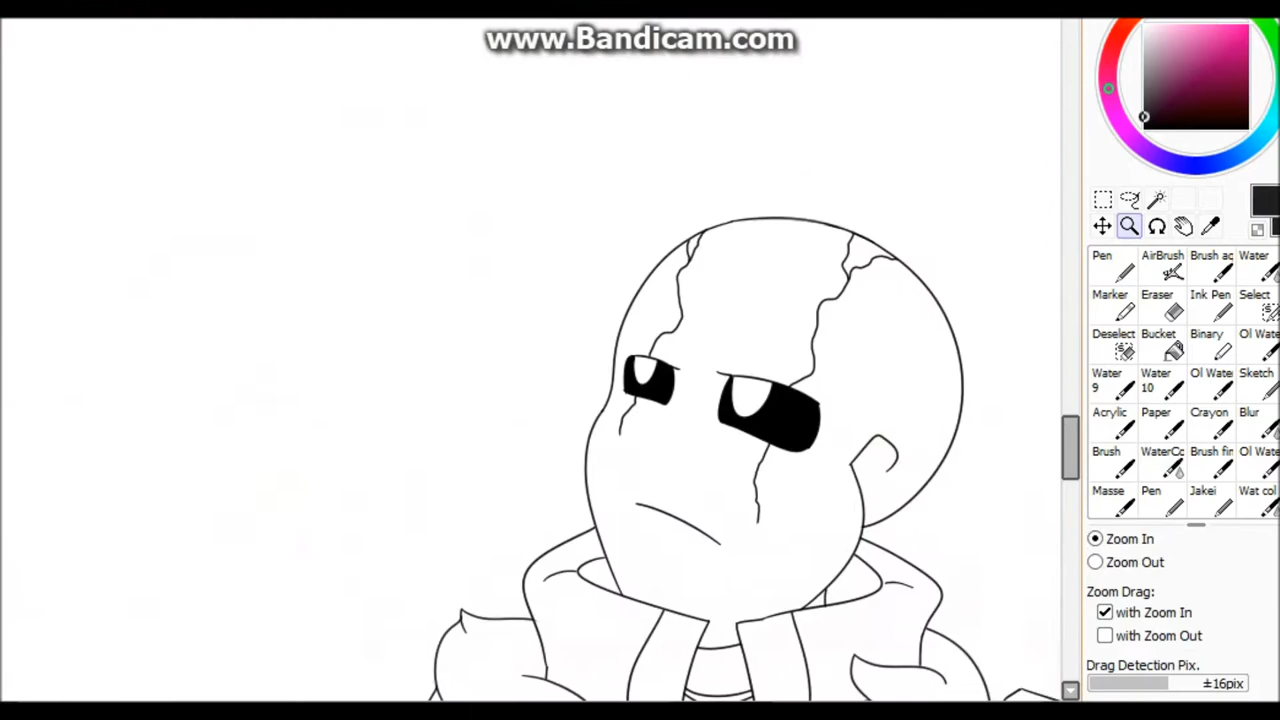 www.Bandicam.com
Pen AirBrush Brush ac Water
Marker Eraser Ink Pen Select
Deselect Bucket Binary Ol Wate
Water 9 Water 10 Ol Wate Sketch
Acrylic Paper Crayon Blur
Brush WaterCo Brush fin Ol Wate
Masse Pen Jakei Wat col
Zoom In
Zoom Out
Zoom Drag:
with Zoom In
with Zoom Out
Drag Detection Pix.
±16pix